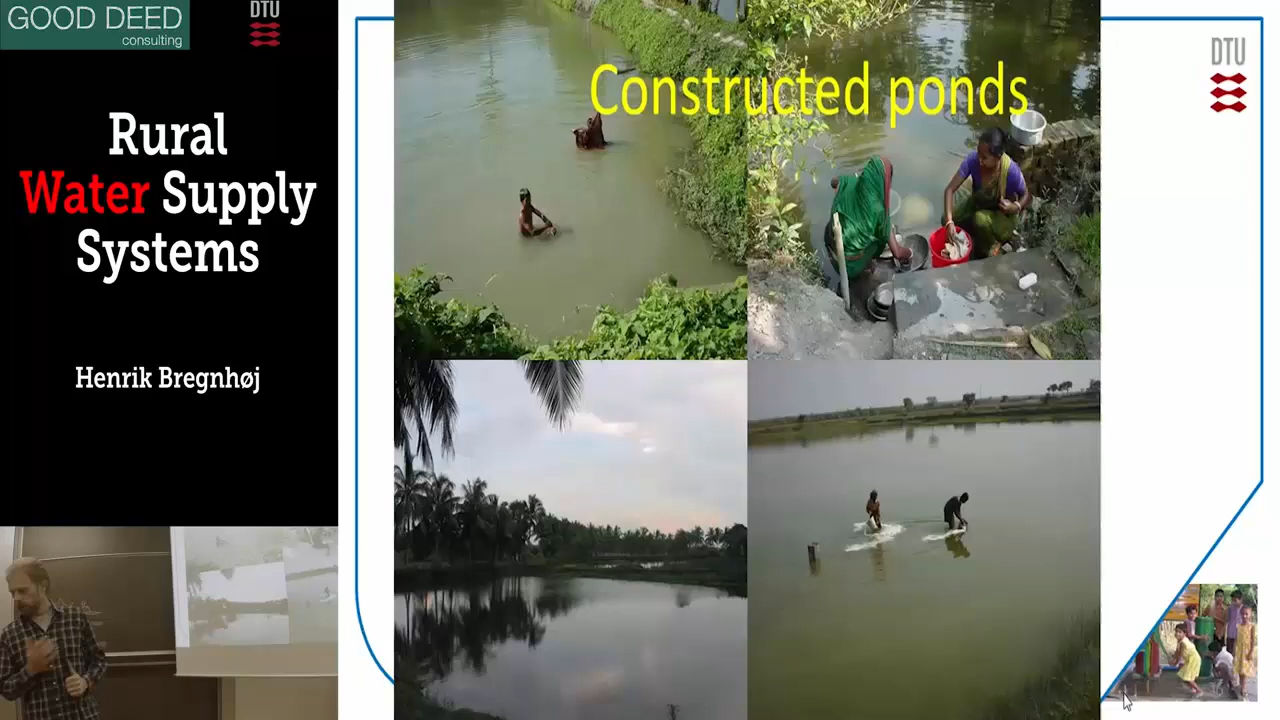 GOOD DEED
consulting
DTU
Rural
Water Supply
Systems
Henrik Bregnhøj
Constructed ponds
DTU